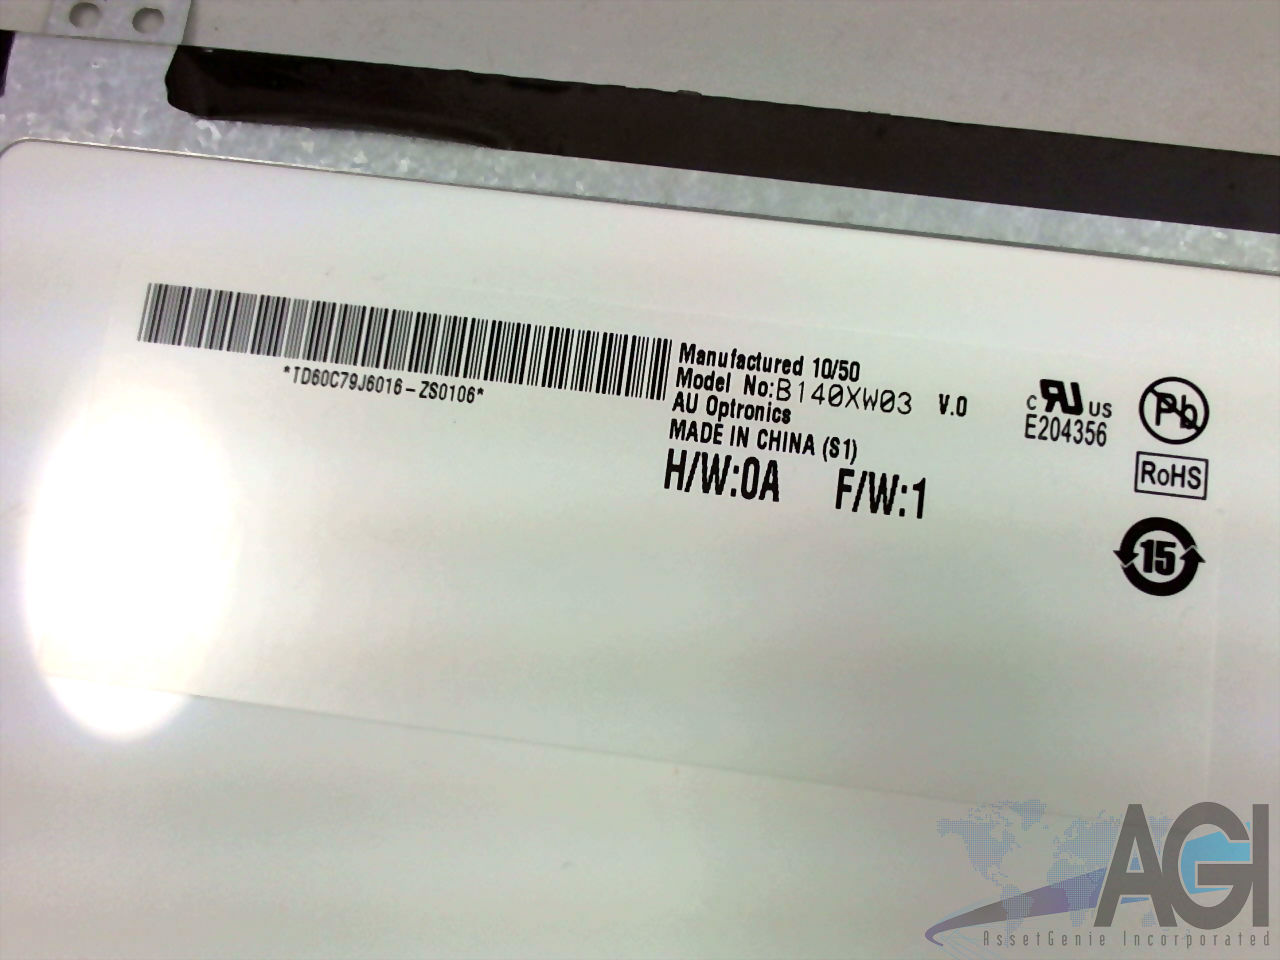 *TD60C79J6016-ZS0106*
Manufactured 10/50
Model No:B140XW03 V.0
AU Optronics
MADE IN CHINA (S1)
H/W:0A F/W:1
c RU US
E204356
Pb
RoHS
15
AGI
AssetGenie Incorporated